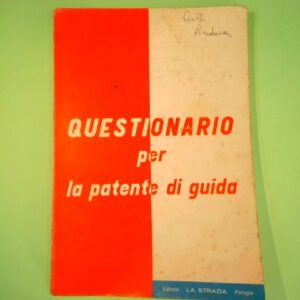 QUESTIONARIO
per
la patente di guida
Editrice LA STRADA Perugia